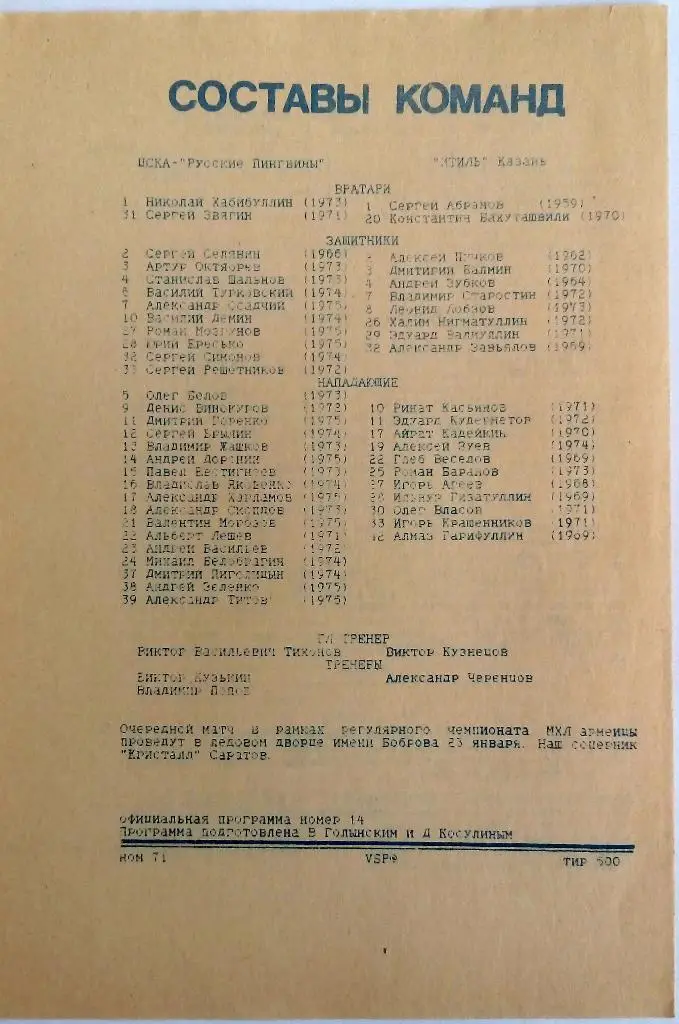 СОСТАВЫ КОМАНД
ЦСКА-"Русские Пингвины" "ИТИЛЬ" Казань
ВРАТАРИ
1 Николай Хабибуллин (1973) 1 Сергей Абрамов (1959)
31 Сергей Звягин (1971) 20 Константин Бакуташвили (1970)
ЗАЩИТНИКИ
2 Сергей Селянин (1966) Алексей Пучков (1962)
3 Артур Октябрев (1973) 3 Дмитирий Балмин (1970)
4 Станислав Шальнов (1973) 4 Андрей Зубков (1964)
6 Василий Турковский (1974) 7 Владимир Старостин (1972)
7 Александр Осадчий (1975) 8 Леонид Лобзов (1973)
10 Василий Демин (1974) 26 Халим Нигматуллин (1972)
27 Роман Мозгунов (1975) 29 Эдуард Валиуллин (1971)
28 Юрий Ересько (1975) 32 Александр Завьялов (1969)
32 Сергей Симонов (1974)
33 Сергей Решетников (1972)
НАПАДАЮЩИЕ
5 Олег Белов (1973)
9 Денис Винокуров (1972) 10 Ринат Касьянов (1971)
11 Дмитрий Горенко (1975) 11 Эдуард Кудерметов (1972)
12 Сергей Брылин (1974) 17 Айрат Кадейкин (1970)
13 Владимир Жашков (1973) 19 Алексей Зуев (1974)
14 Андрей Доронин (1975) 22 Глеб Веселов (1969)
15 Павел Евстигнеев (1973) 25 Роман Баранов (1973)
16 Владислав Яковенко (1974) 27 Игорь Агеев (1968)
17 Александр Харламов (1975) 28 Ильнур Гизатуллин (1969)
18 Александр Скоплов (1973) 30 Олег Власов (1971)
21 Валентин Морозов (1975) 33 Игорь Крашенников (1971)
22 Альберт Лещев (1971) 42 Алмаз Гарифуллин (1969)
23 Андрей Васильев (1972)
24 Михаил Белобрагин (1974)
37 Дмитрий Пиголицын (1974)
38 Андрей Зеленко (1975)
39 Александр Титов (1975)
ГЛ ТРЕНЕР
Виктор Васильевич Тихонов Виктор Кузнецов
ТРЕНЕРЫ
Виктор Кузькин Александр Черенцов
Владимир Попов
Очередной матч в рамках регулярного чемпионата МХЛ армейцы
проведут в ледовом дворце имени Боброва 23 января. Наш соперник
"Кристалл" Саратов.
официальная программа номер 14
Программа подготовлена В Голынским и Д Косулиным
ном 71 VSP® тир 500